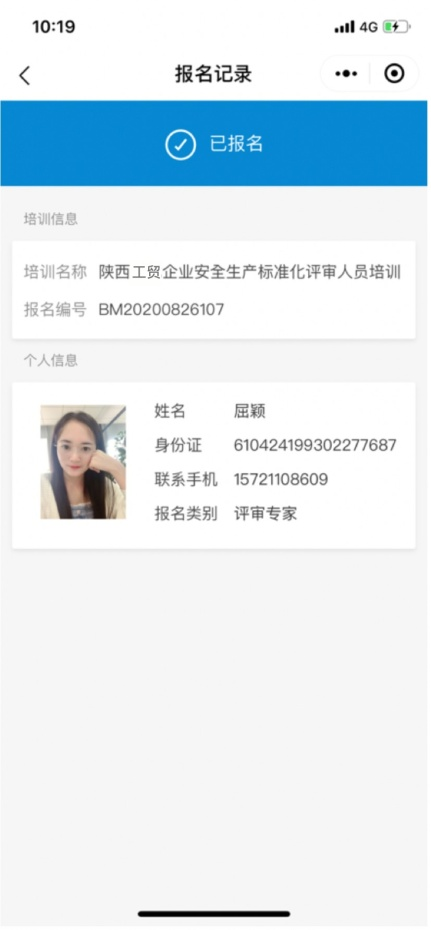 10:19
4G
报名记录
已报名
培训信息
培训名称 陕西工贸企业安全生产标准化评审人员培训
报名编号 BM20200826107
个人信息
姓名 屈颖
身份证 610424199302277687
联系手机 15721108609
报名类别 评审专家